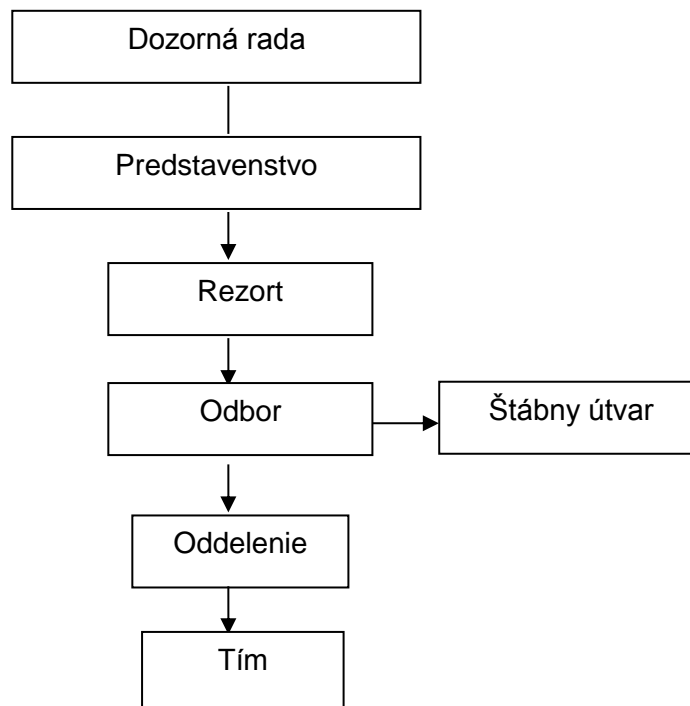 Dozorná rada
Predstavenstvo
Rezort
Odbor
Štábny útvar
Oddelenie
Tím